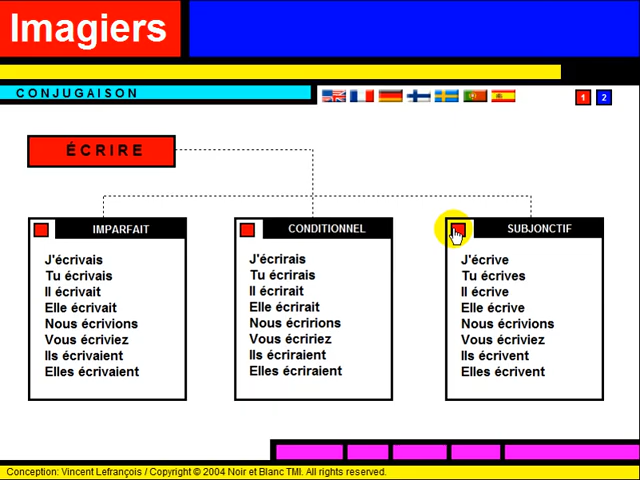 Imagiers
CONJUGAISON
1 2
ÉCRIRE
IMPARFAIT
J'écrivais
Tu écrivais
Il écrivait
Elle écrivait
Nous écrivions
Vous écriviez
Ils écrivaient
Elles écrivaient
CONDITIONNEL
J'écrirais
Tu écrirais
Il écrirait
Elle écrirait
Nous écririons
Vous écririez
Ils écriraient
Elles écriraient
SUBJONCTIF
J'écrive
Tu écrives
Il écrive
Elle écrive
Nous écrivions
Vous écriviez
Ils écrivent
Elles écrivent
Conception: Vincent Lefrançois / Copyright © 2004 Noir et Blanc TMI. All rights reserved.